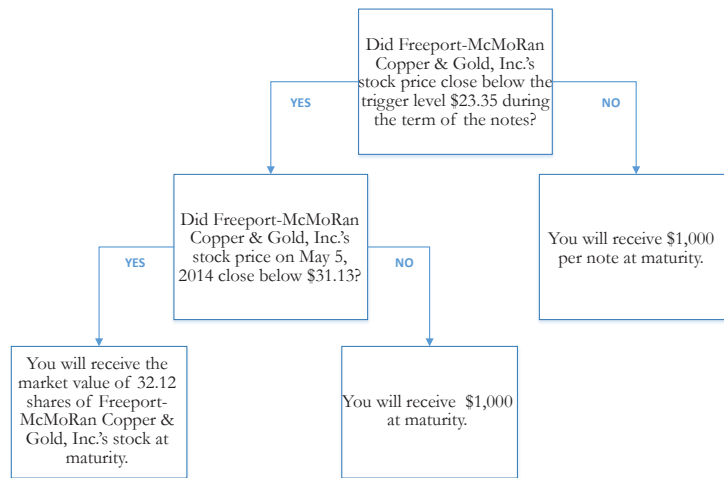 Did Freeport-McMoRan
Copper & Gold, Inc.'s
stock price close below the
trigger level $23.35 during
the term of the notes?
YES
NO
Did Freeport-McMoRan
Copper & Gold, Inc.'s
stock price on May 5,
2014 close below $31.13?
You will receive $1,000
per note at maturity.
YES
NO
You will receive the
market value of 32.12
shares of Freeport-
McMoRan Copper &
Gold, Inc.'s stock at
maturity.
You will receive $1,000
at maturity.